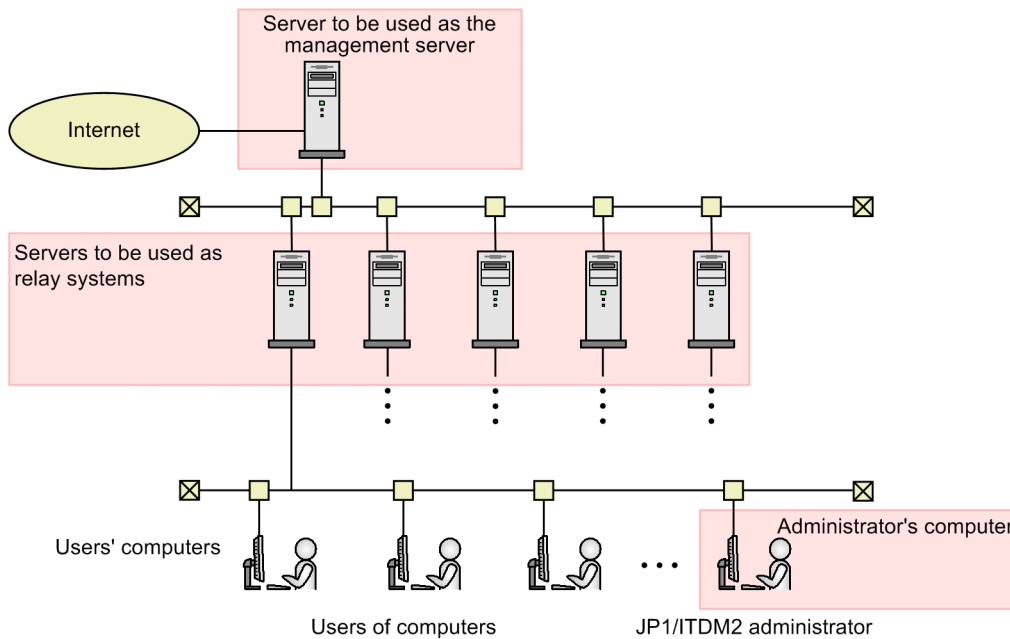 Server to be used as the
management server
Internet
Servers to be used as
relay systems
Administrator's computer
Users' computers
Users of computers
JP1/ITDM2 administrator